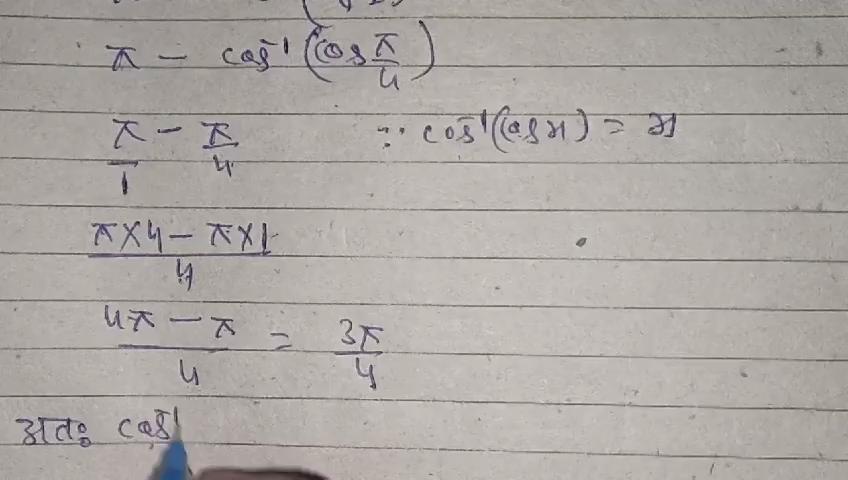 π - cos⁻¹(cos π/4)
π/1 - π/4 ∵ cos⁻¹(cos x) = x
(π×4 - π×1)/4
(4π - π)/4 = 3π/4
अतः cos⁻¹